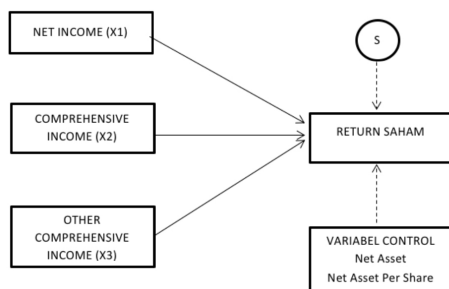 NET INCOME (X1)
S
COMPREHENSIVE
INCOME (X2)
RETURN SAHAM
OTHER
COMPREHENSIVE
INCOME (X3)
VARIABEL CONTROL
Net Asset
Net Asset Per Share